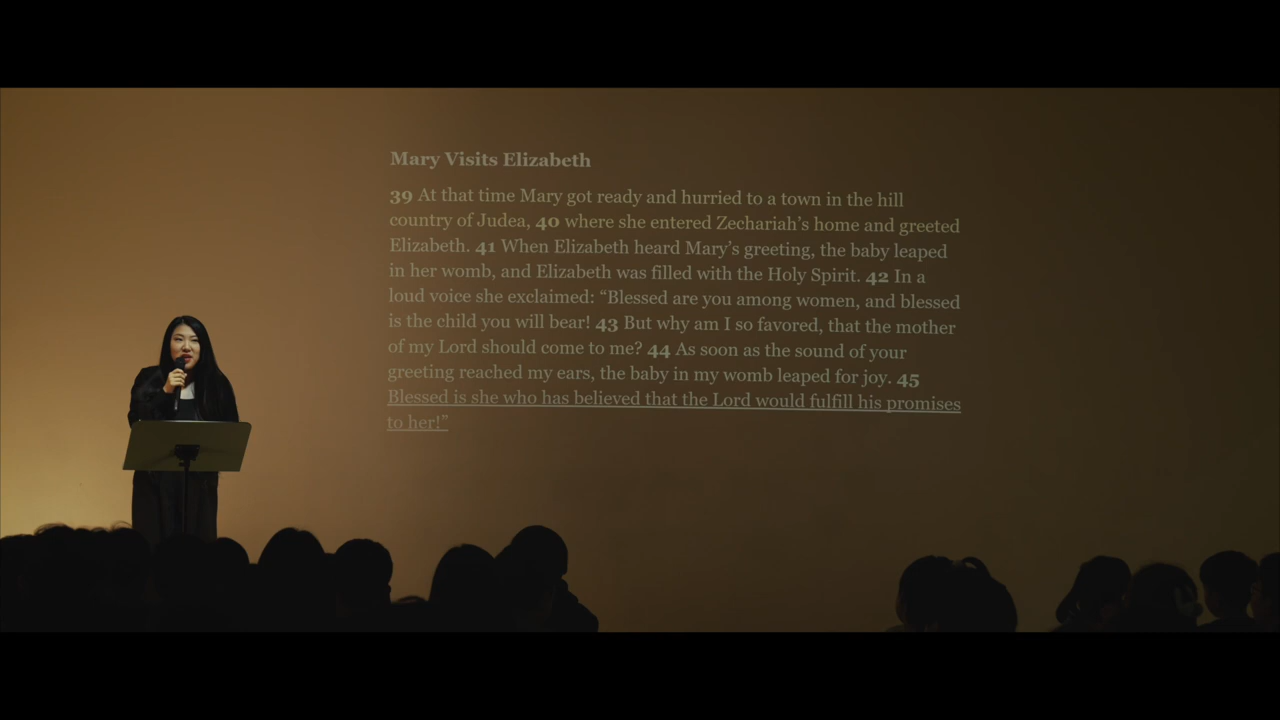 Mary Visits Elizabeth
39 At that time Mary got ready and hurried to a town in the hill
country of Judea, 40 where she entered Zechariah’s home and greeted
Elizabeth. 41 When Elizabeth heard Mary’s greeting, the baby leaped
in her womb, and Elizabeth was filled with the Holy Spirit. 42 In a
loud voice she exclaimed: “Blessed are you among women, and blessed
is the child you will bear! 43 But why am I so favored, that the mother
of my Lord should come to me? 44 As soon as the sound of your
greeting reached my ears, the baby in my womb leaped for joy. 45
Blessed is she who has believed that the Lord would fulfill his promises
to her!”